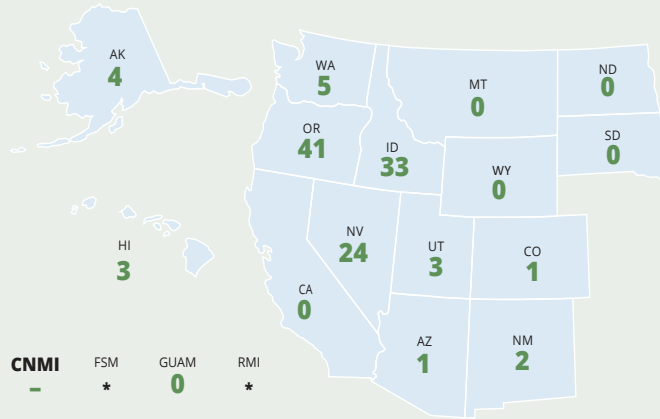 AK
4
WA
5
MT
0
ND
0
OR
41
ID
33
SD
0
WY
0
HI
3
NV
24
UT
3
CO
1
CA
0
AZ
1
NM
2
CNMI FSM GUAM RMI
– * 0 *